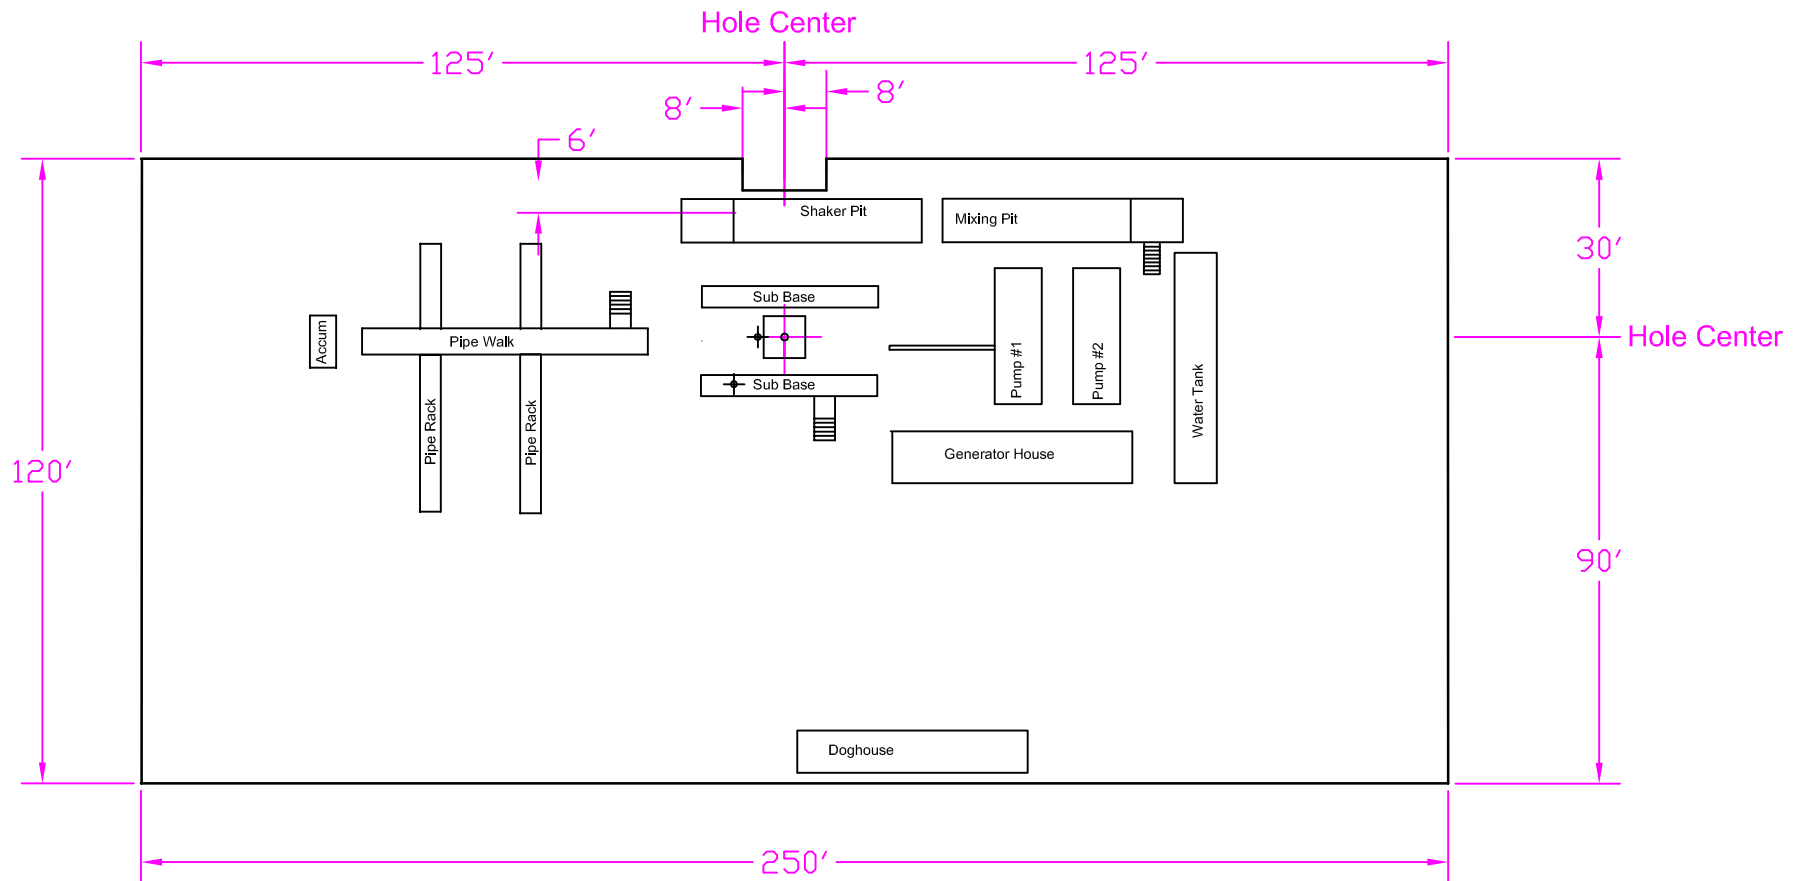 Hole Center
125′
125′
8′
8′
6′
Shaker Pit
Mixing Pit
30′
Sub Base
Accum
Pipe Walk
Hole Center
Pump #1
Pump #2
Sub Base
Water Tank
Pipe Rack
Pipe Rack
Generator House
120′
90′
Doghouse
250′